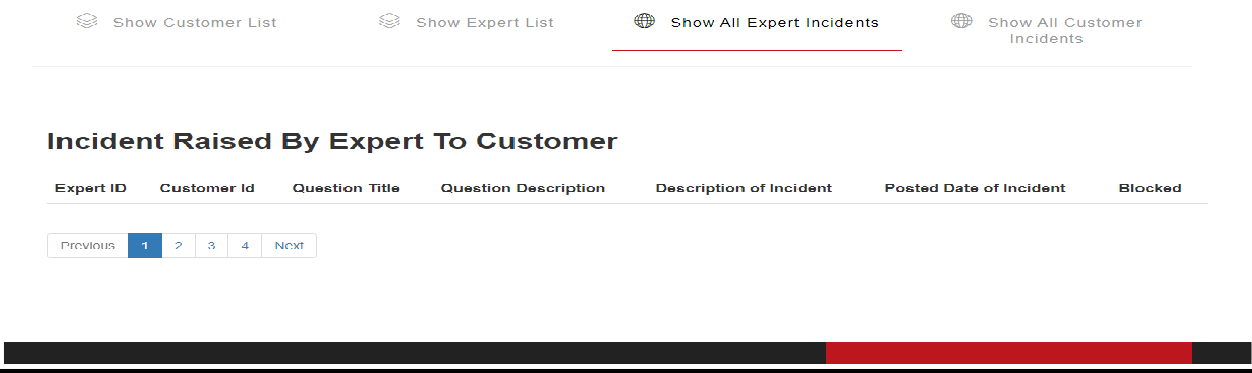 Show Customer List
Show Expert List
Show All Expert Incidents
Show All Customer
Incidents
Incident Raised By Expert To Customer
Expert ID Customer Id Question Title Question Description Description of Incident Posted Date of Incident Blocked
Previous 1 2 3 4 Next